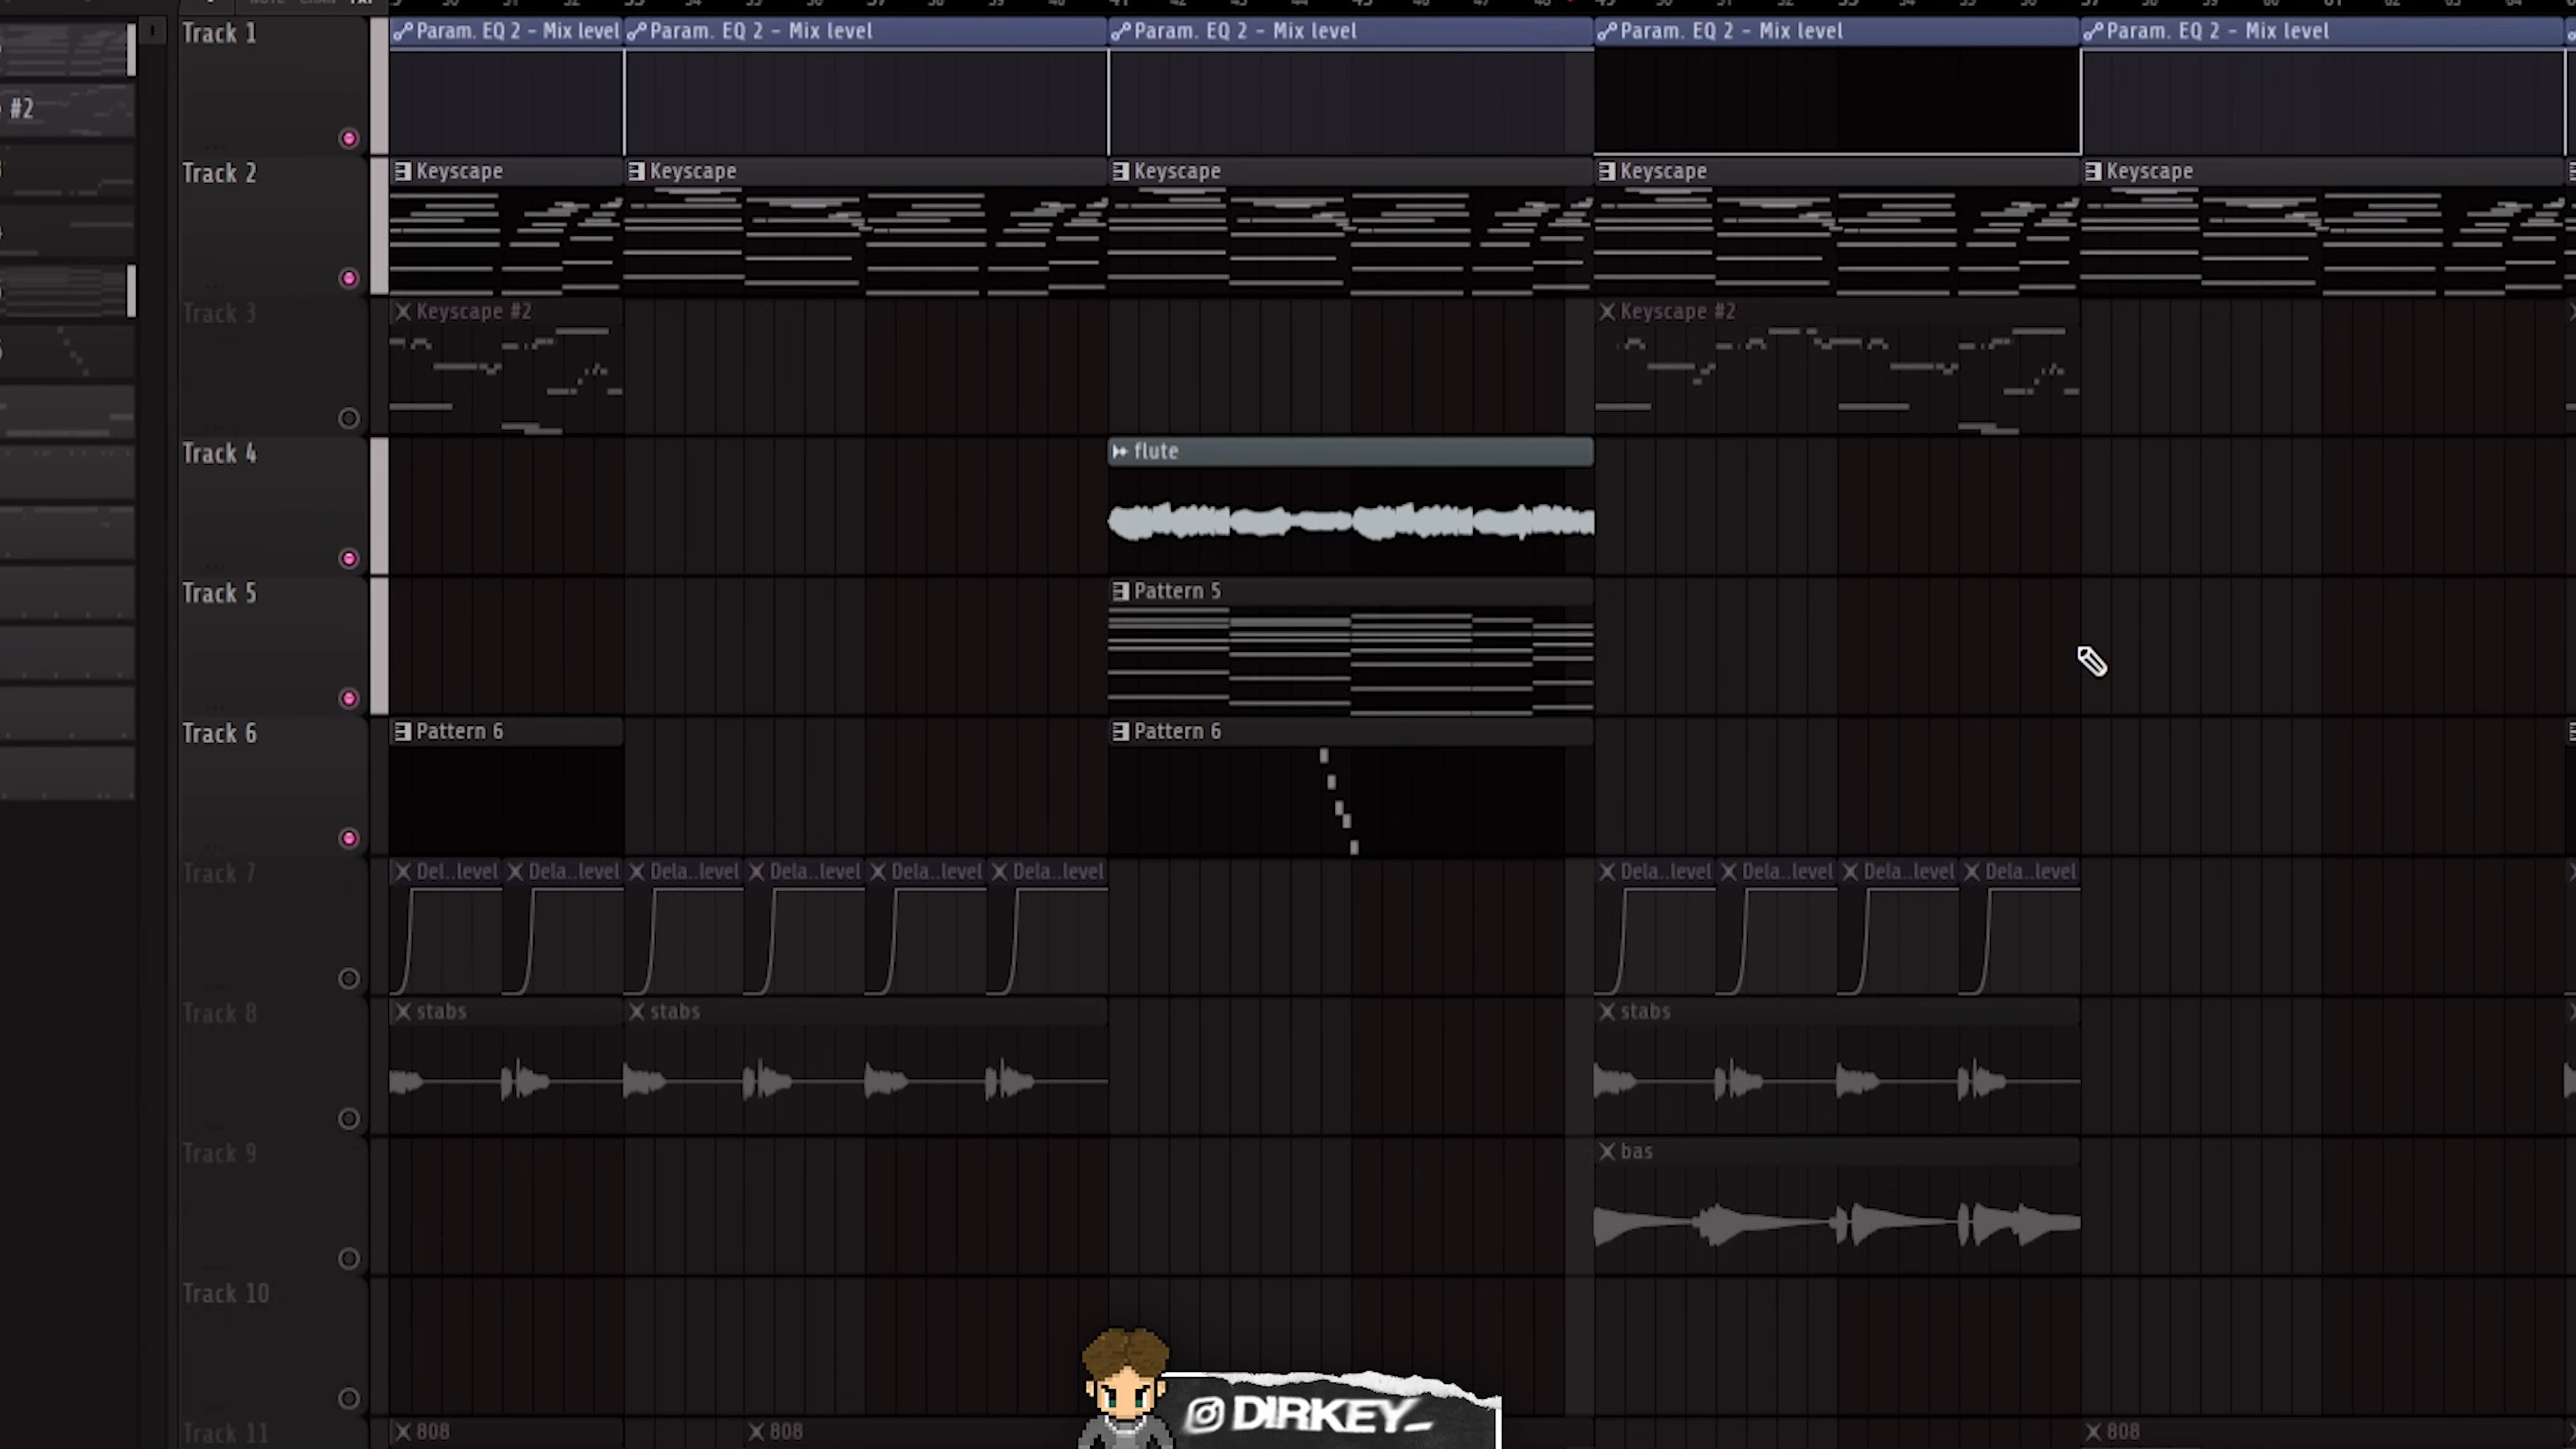 Track 1
Param. EQ 2 - Mix level
Param. EQ 2 - Mix level
Param. EQ 2 - Mix level
Param. EQ 2 - Mix level
Param. EQ 2 - Mix level
#2
Track 2
Keyscape
Keyscape
Keyscape
Keyscape
Keyscape
Track 3
Keyscape #2
Keyscape #2
Track 4
flute
Track 5
Pattern 5
Track 6
Pattern 6
Pattern 6
Track 7
Del..level
Dela..level
Dela..level
Dela..level
Dela..level
Dela..level
Dela..level
Dela..level
Dela..level
Dela..level
Track 8
stabs
stabs
stabs
Track 9
bas
Track 10
DIRKEY_
Track 11
808
808
808